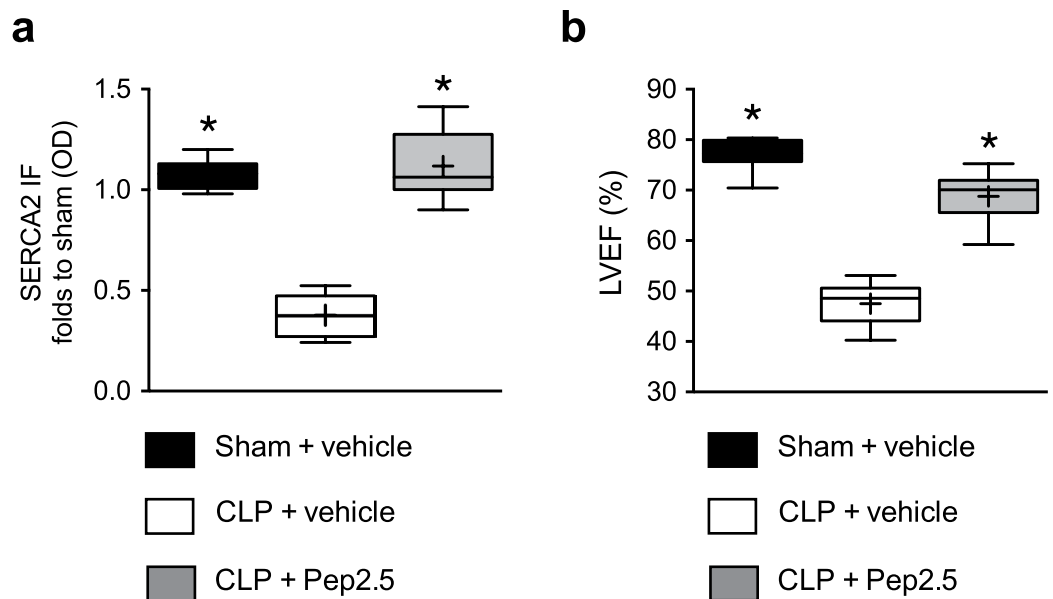 a
SERCA2 IF
folds to sham (OD)
1.5
1.0
0.5
0.0
*
*
Sham + vehicle
CLP + vehicle
CLP + Pep2.5
b
LVEF (%)
90
80
70
60
50
40
30
*
*
Sham + vehicle
CLP + vehicle
CLP + Pep2.5